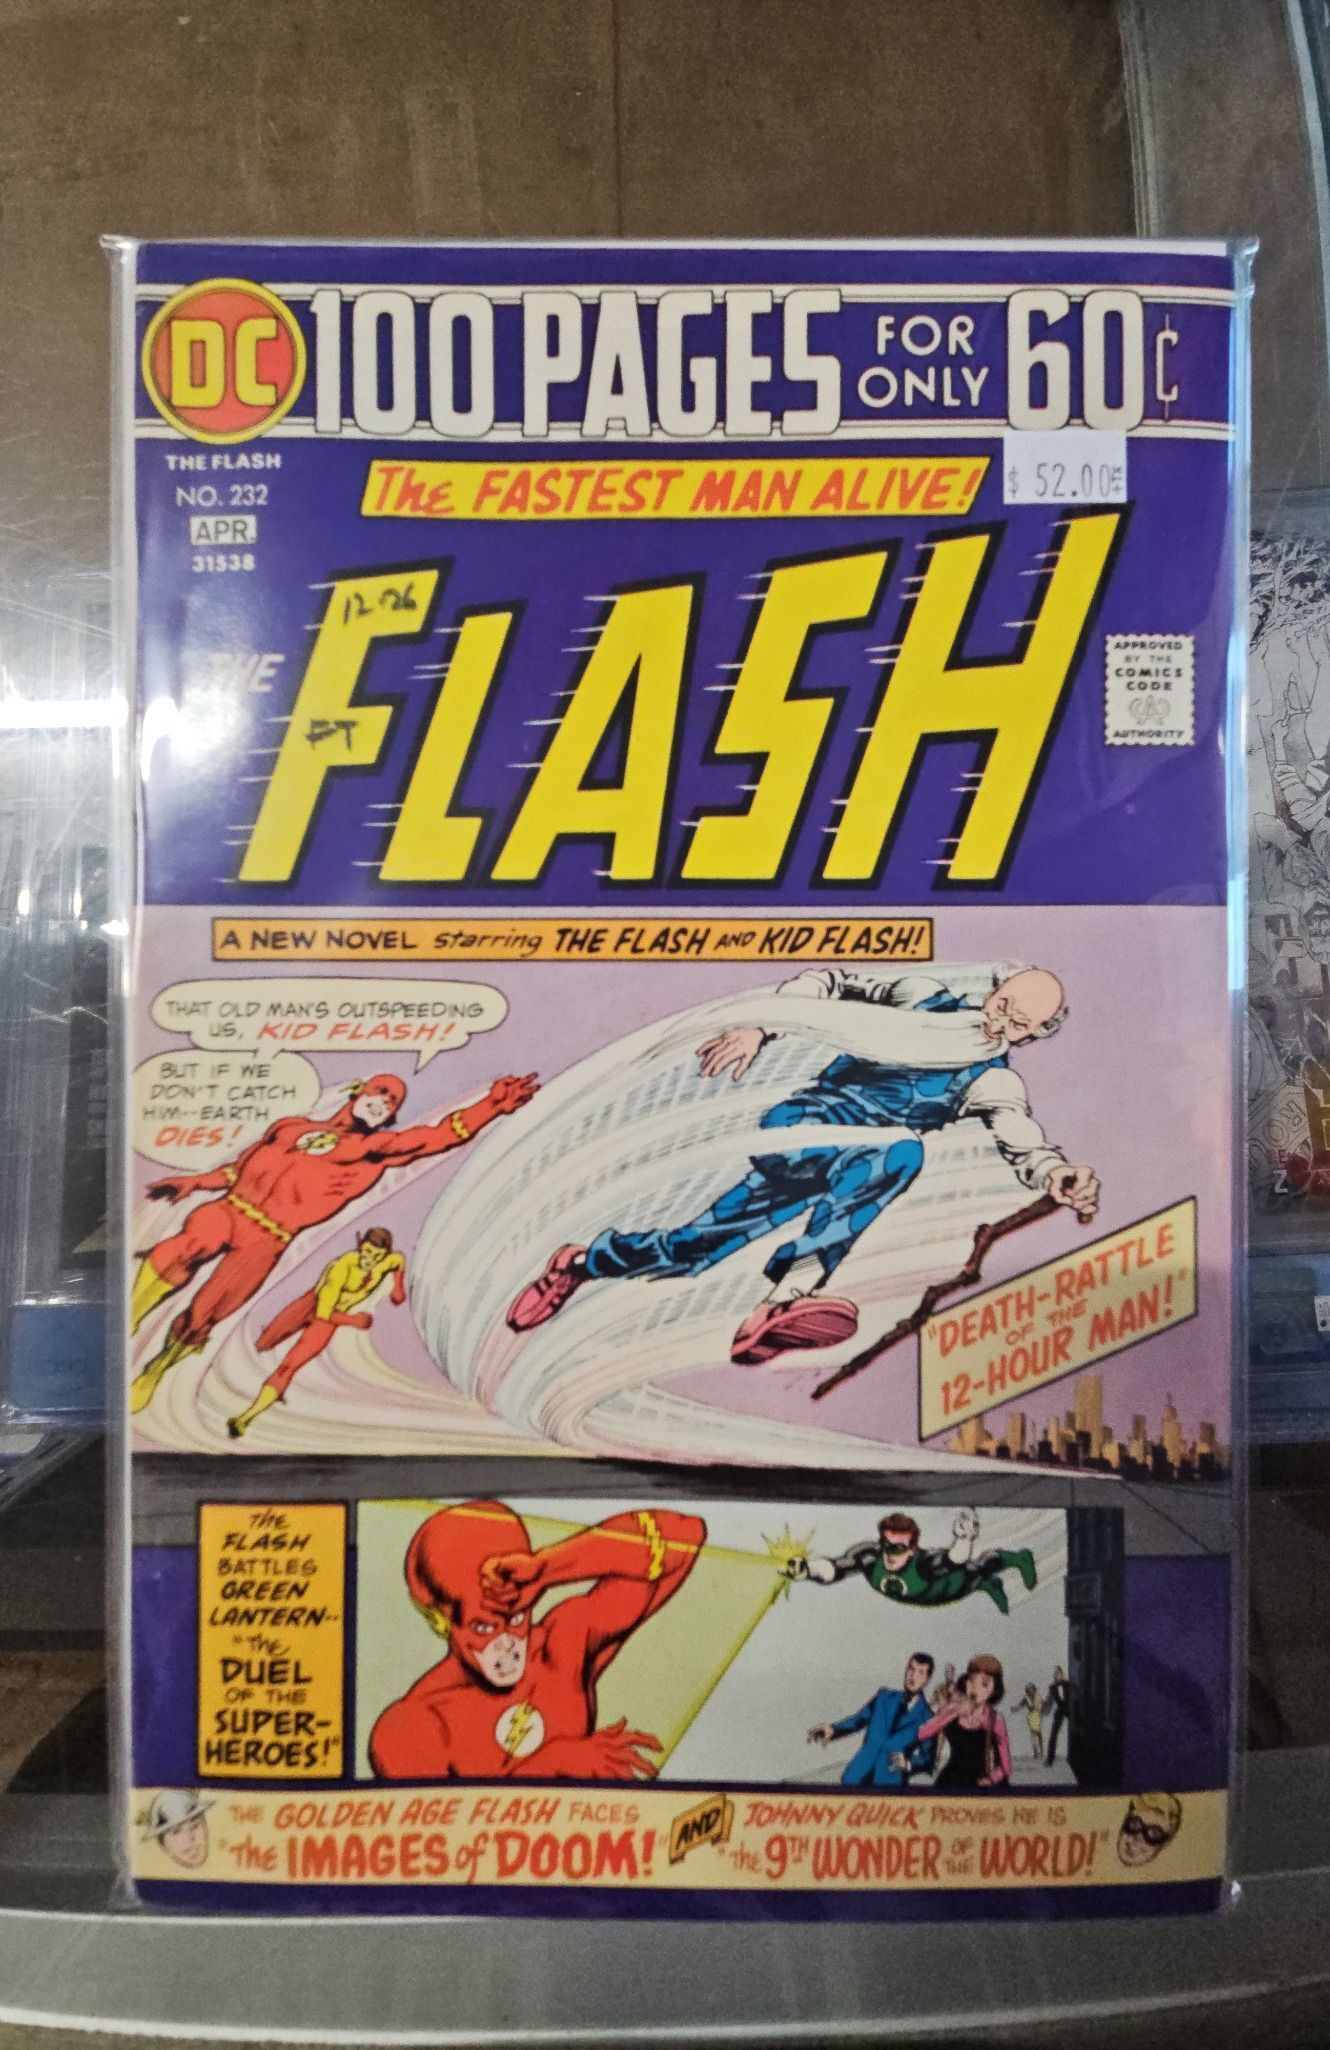 DC
100 PAGES FOR ONLY 60¢
THE FLASH
NO. 232
APR.
31538
The FASTEST MAN ALIVE!
$ 52.00
12-26
THE
FLASH
APPROVED
BY THE
COMICS
CODE
CA
AUTHORITY
A NEW NOVEL starring THE FLASH AND KID FLASH!
THAT OLD MAN'S OUTSPEEDING
US, KID FLASH!
BUT IF WE
DON'T CATCH
HIM--EARTH
DIES!
"DEATH-RATTLE
OF THE
12-HOUR MAN!"
The
FLASH
BATTLES
GREEN
LANTERN--
"The
DUEL
OF THE
SUPER-
HEROES!"
THE GOLDEN AGE FLASH FACES
"The IMAGES of DOOM!"
AND
JOHNNY QUICK PROVES HE IS
"The 9TH WONDER OF THE WORLD!"